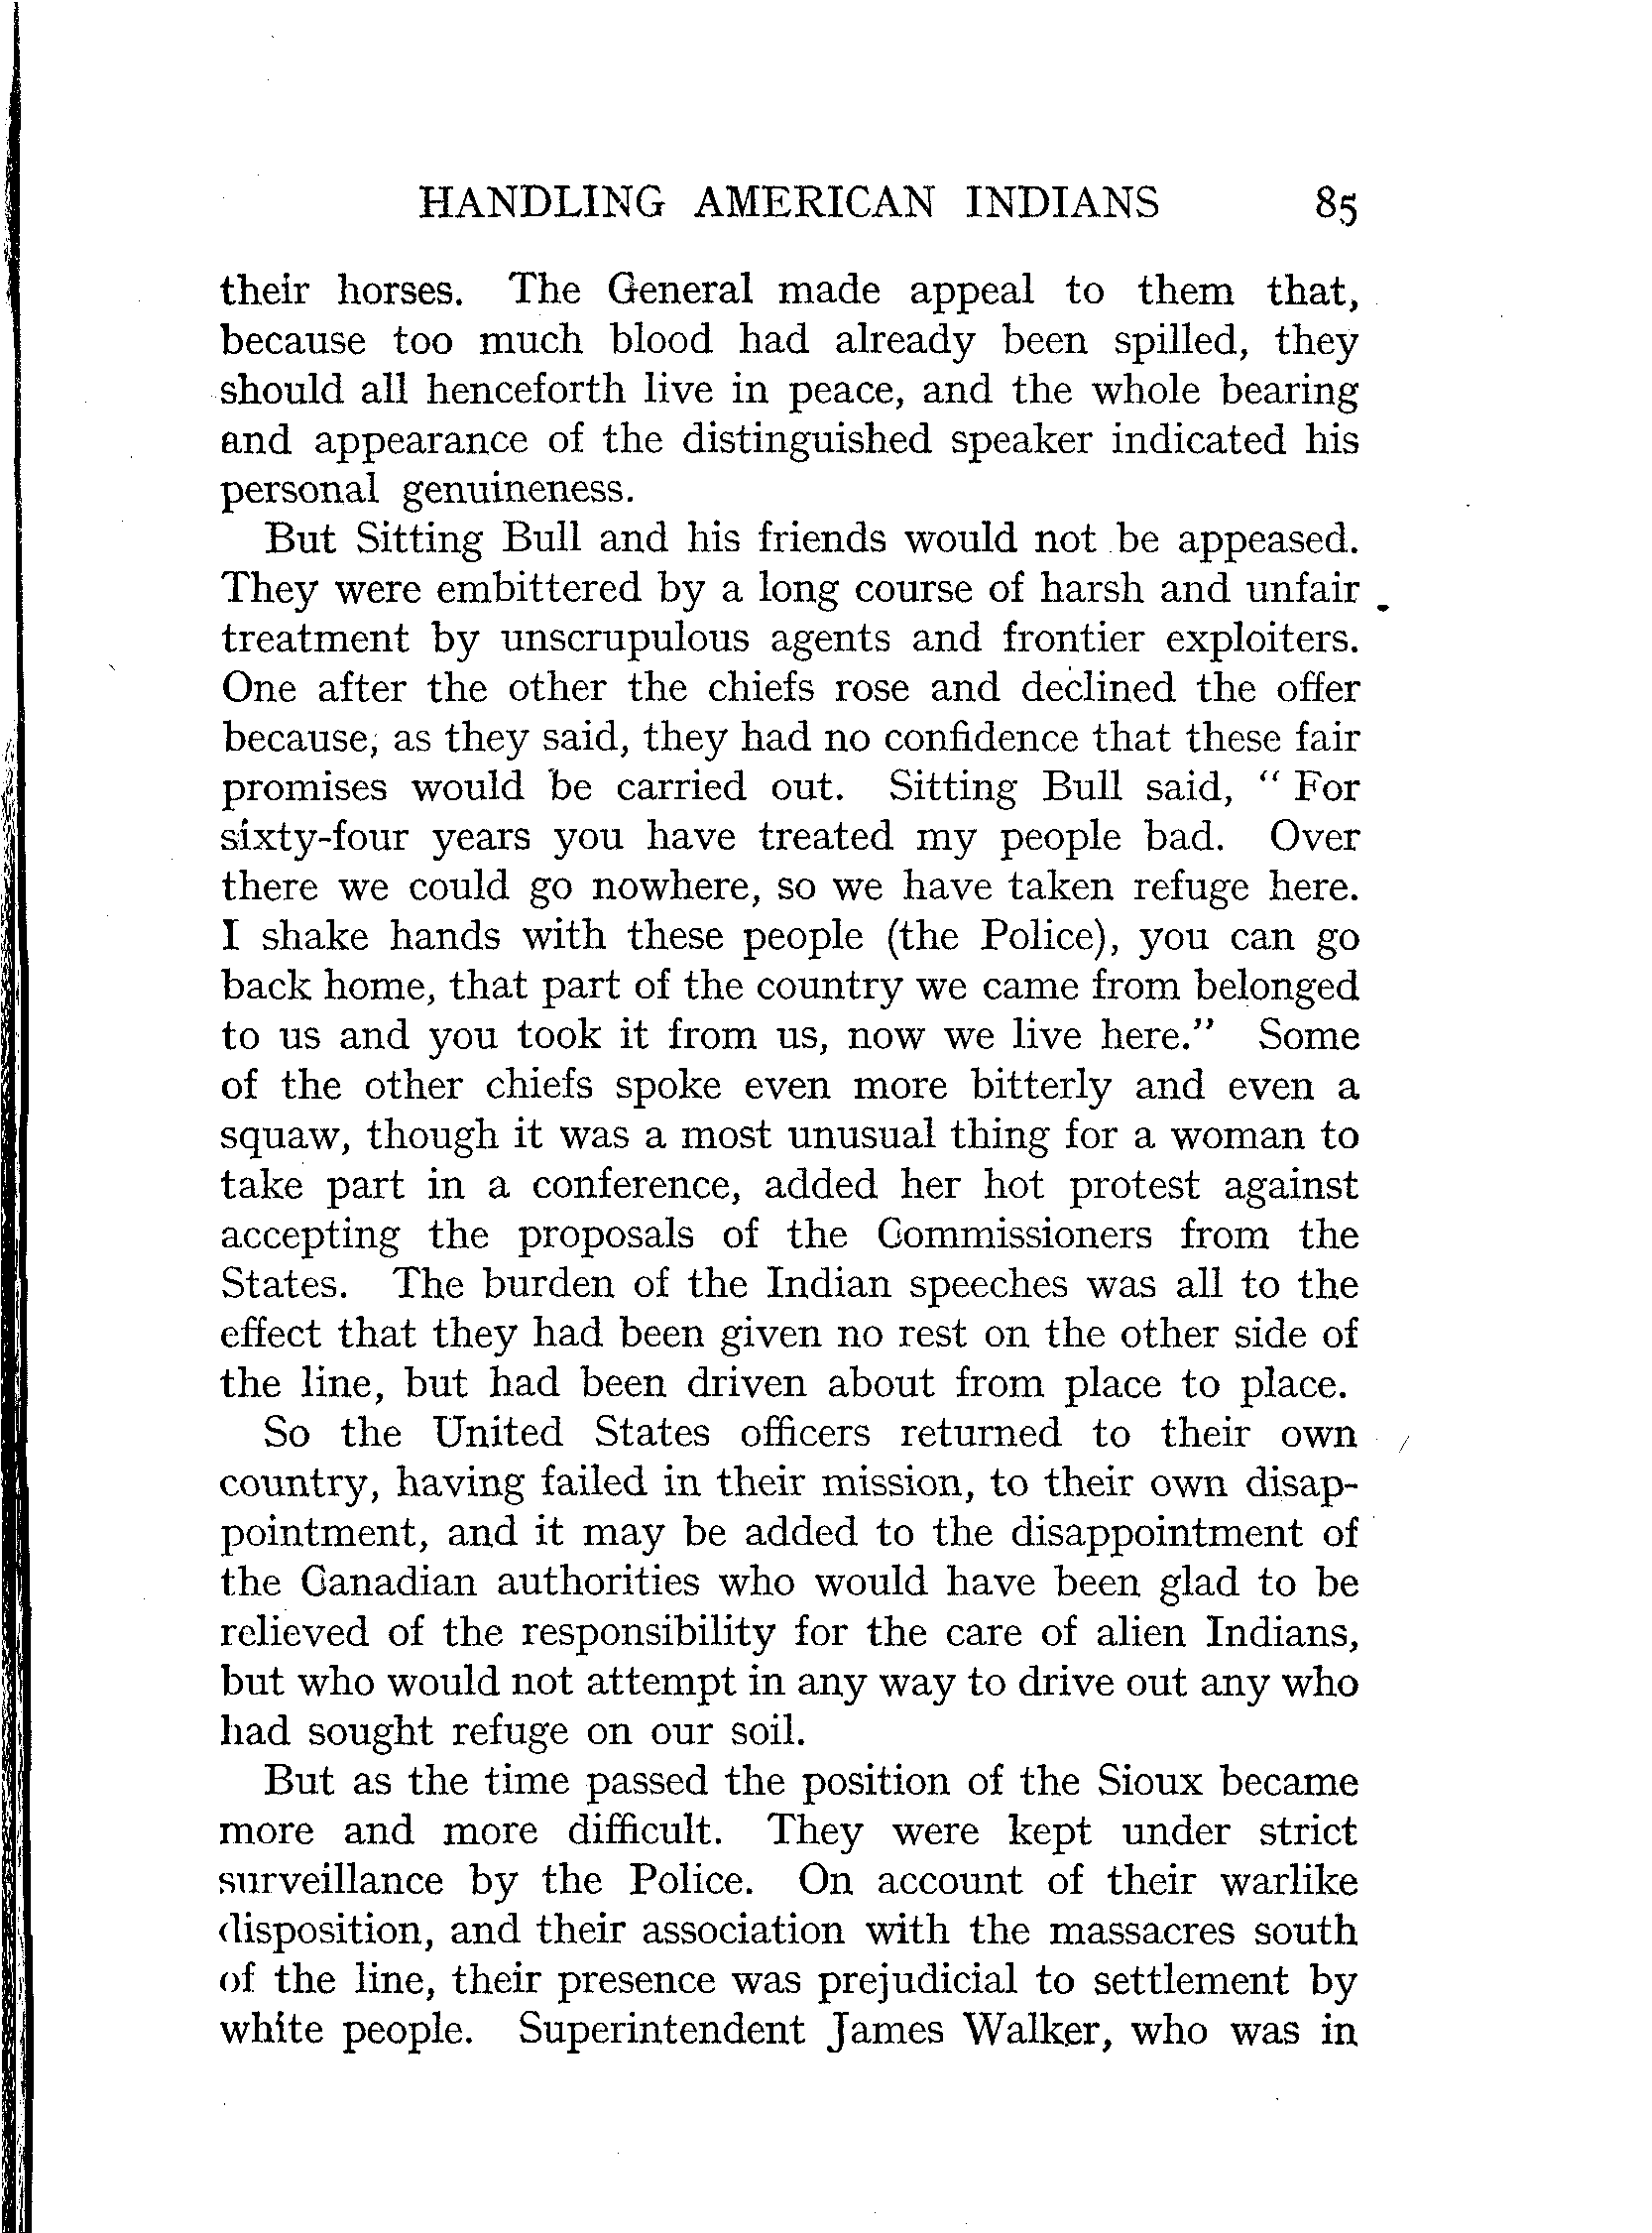 HANDLING AMERICAN INDIANS 85
their horses. The General made appeal to them that,
because too much blood had already been spilled, they
should all henceforth live in peace, and the whole bearing
and appearance of the distinguished speaker indicated his
personal genuineness.
But Sitting Bull and his friends would not be appeased.
They were embittered by a long course of harsh and unfair
treatment by unscrupulous agents and frontier exploiters.
One after the other the chiefs rose and declined the offer
because, as they said, they had no confidence that these fair
promises would be carried out. Sitting Bull said, " For
sixty-four years you have treated my people bad. Over
there we could go nowhere, so we have taken refuge here.
I shake hands with these people (the Police), you can go
back home, that part of the country we came from belonged
to us and you took it from us, now we live here." Some
of the other chiefs spoke even more bitterly and even a
squaw, though it was a most unusual thing for a woman to
take part in a conference, added her hot protest against
accepting the proposals of the Commissioners from the
States. The burden of the Indian speeches was all to the
effect that they had been given no rest on the other side of
the line, but had been driven about from place to place.
So the United States officers returned to their own
country, having failed in their mission, to their own disap-
pointment, and it may be added to the disappointment of
the Canadian authorities who would have been glad to be
relieved of the responsibility for the care of alien Indians,
but who would not attempt in any way to drive out any who
had sought refuge on our soil.
But as the time passed the position of the Sioux became
more and more difficult. They were kept under strict
surveillance by the Police. On account of their warlike
disposition, and their association with the massacres south
of the line, their presence was prejudicial to settlement by
white people. Superintendent James Walker, who was in